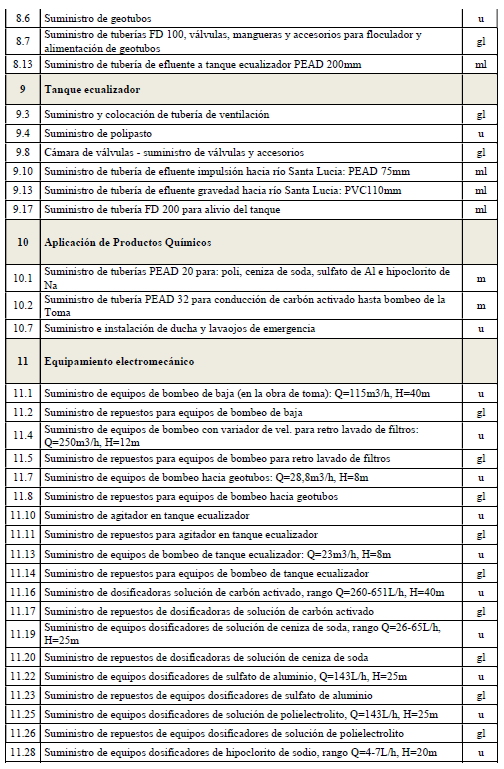 8.6 Suministro de geotubos u
8.7 Suministro de tuberías FD 100, válvulas, mangueras y accesorios para floculador y
alimentación de geotubos gl
8.13 Suministro de tubería de efluente a tanque ecualizador PEAD 200mm ml
9 Tanque ecualizador
9.3 Suministro y colocación de tubería de ventilación gl
9.4 Suministro de polipasto u
9.8 Cámara de válvulas - suministro de válvulas y accesorios gl
9.10 Suministro de tubería de efluente impulsión hacia río Santa Lucia: PEAD 75mm ml
9.13 Suministro de tubería de efluente gravedad hacia río Santa Lucia: PVC110mm ml
9.17 Suministro de tubería FD 200 para alivio del tanque ml
10 Aplicación de Productos Químicos
10.1 Suministro de tuberías PEAD 20 para: poli, ceniza de soda, sulfato de Al e hipoclorito de
Na m
10.2 Suministro de tubería PEAD 32 para conducción de carbón activado hasta bombeo de la
Toma m
10.7 Suministro e instalación de ducha y lavaojos de emergencia u
11 Equipamiento electromecánico
11.1 Suministro de equipos de bombeo de baja (en la obra de toma): Q=115m3/h, H=40m u
11.2 Suministro de repuestos para equipos de bombeo de baja gl
11.4 Suministro de equipos de bombeo con variador de vel. para retro lavado de filtros:
Q=250m3/h, H=12m u
11.5 Suministro de repuestos para equipos de bombeo para retro lavado de filtros gl
11.7 Suministro de equipos de bombeo hacia geotubos: Q=28,8m3/h, H=8m u
11.8 Suministro de repuestos para equipos de bombeo hacia geotubos gl
11.10 Suministro de agitador en tanque ecualizador u
11.11 Suministro de repuestos para agitador en tanque ecualizador gl
11.13 Suministro de equipos de bombeo de tanque ecualizador: Q=23m3/h, H=8m u
11.14 Suministro de repuestos para equipos de bombeo de tanque ecualizador gl
11.16 Suministro de dosificadoras solución de carbón activado, rango Q=260-651L/h, H=40m u
11.17 Suministro de repuestos de dosificadoras de solución de carbón activado gl
11.19 Suministro de equipos dosificadores de solución de ceniza de soda, rango Q=26-65L/h,
H=25m u
11.20 Suministro de repuestos de dosificadoras de solución de ceniza de soda gl
11.22 Suministro de equipos dosificadores de sulfato de aluminio, Q=143L/h, H=25m u
11.23 Suministro de repuestos de equipos dosificadores de sulfato de aluminio gl
11.25 Suministro de equipos dosificadores de solución de polielectrolito, Q=143L/h, H=25m u
11.26 Suministro de repuestos de equipos dosificadores de solución de polielectrolito gl
11.28 Suministro de equipos dosificadores de hipoclorito de sodio, rango Q=4-7L/h, H=20m u